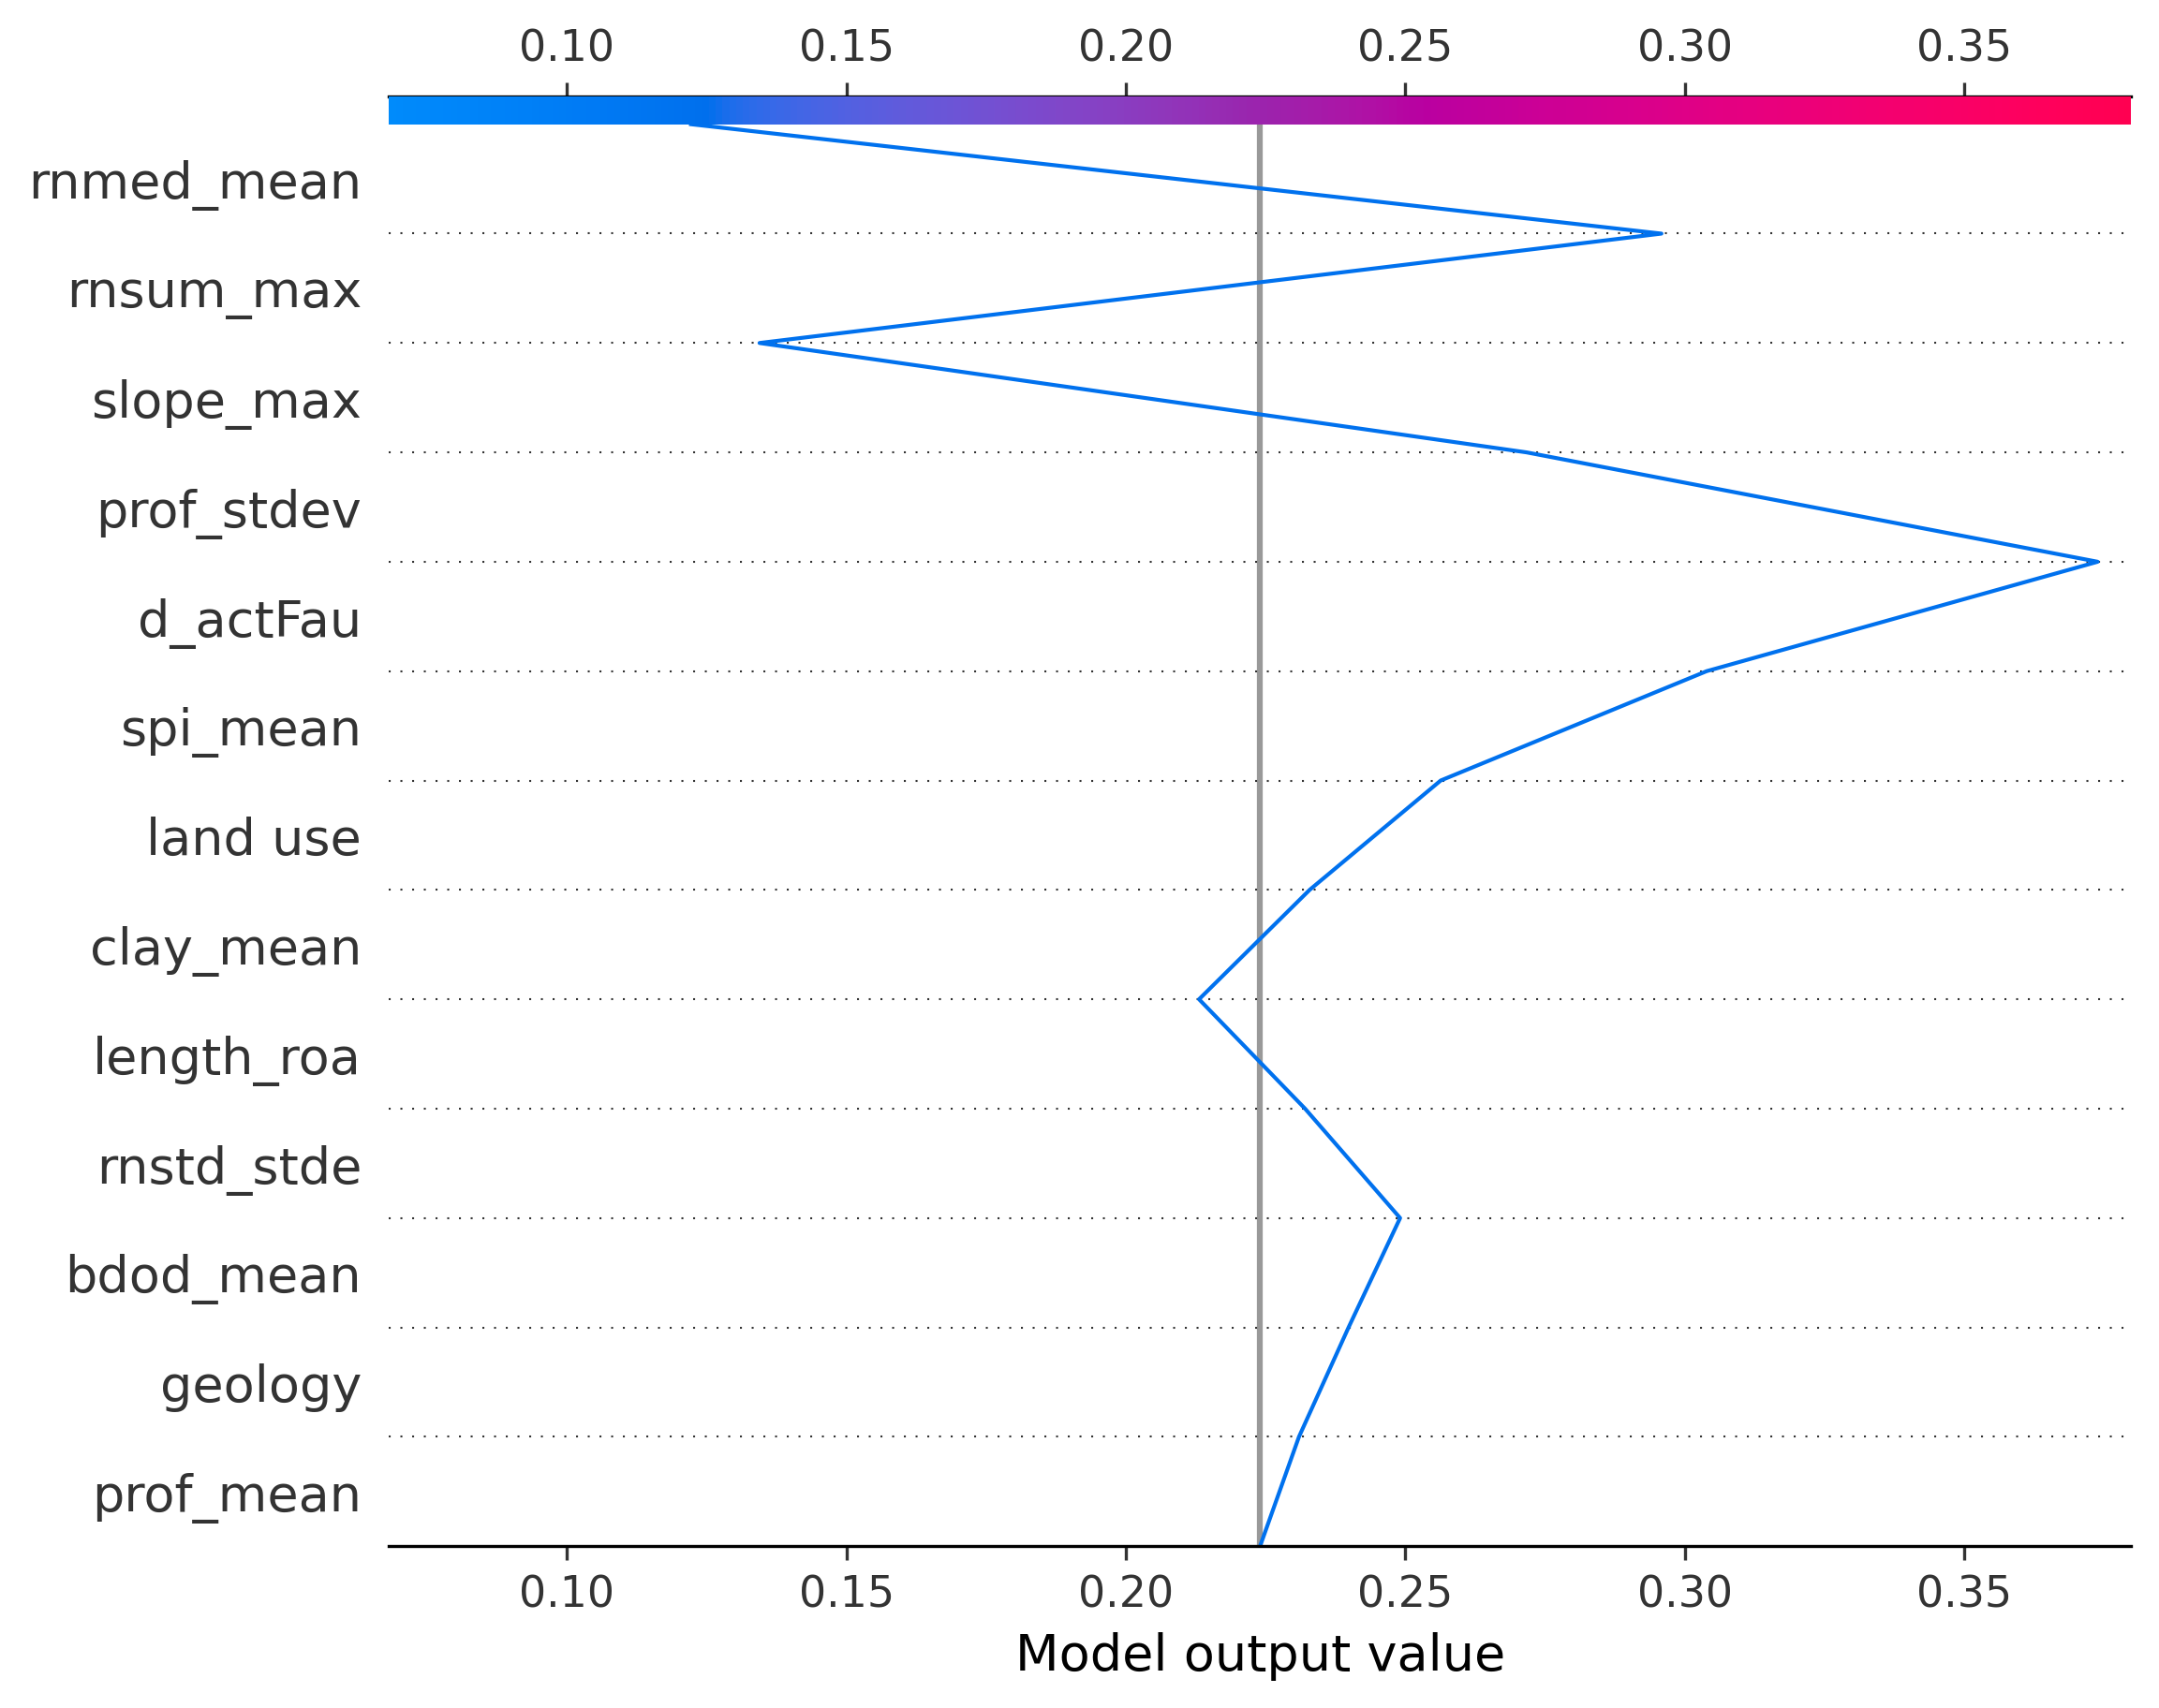 0.10 0.15 0.20 0.25 0.30 0.35
rnmed_mean
rnsum_max
slope_max
prof_stdev
d_actFau
spi_mean
land use
clay_mean
length_roa
rnstd_stde
bdod_mean
geology
prof_mean
0.10 0.15 0.20 0.25 0.30 0.35
Model output value